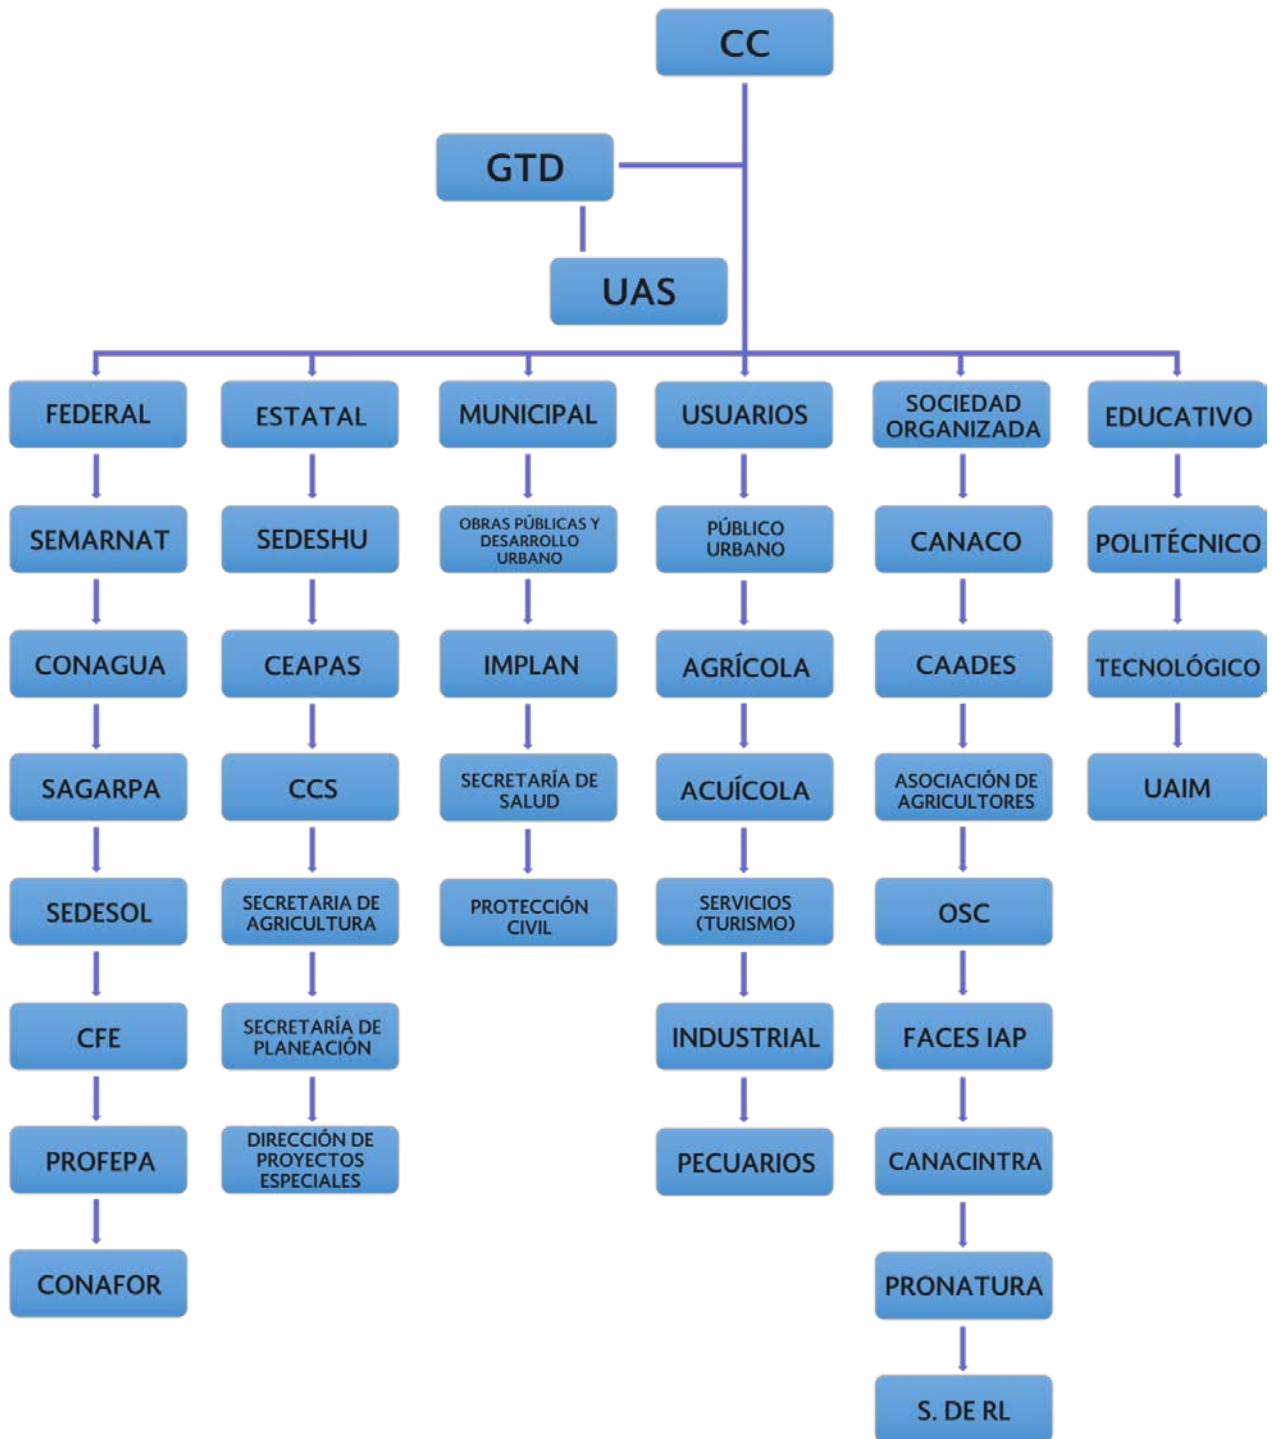 CC
GTD
UAS
FEDERAL
ESTATAL
MUNICIPAL
USUARIOS
SOCIEDAD
ORGANIZADA
EDUCATIVO
SEMARNAT
SEDESHU
OBRAS PÚBLICAS Y
DESARROLLO
URBANO
PÚBLICO
URBANO
CANACO
POLITÉCNICO
CONAGUA
CEAPAS
IMPLAN
AGRÍCOLA
CAADES
TECNOLÓGICO
SAGARPA
CCS
SECRETARÍA DE
SALUD
ACUÍCOLA
ASOCIACIÓN DE
AGRICULTORES
UAIM
SEDESOL
SECRETARIA DE
AGRICULTURA
PROTECCIÓN
CIVIL
SERVICIOS
(TURISMO)
OSC
CFE
SECRETARÍA DE
PLANEACIÓN
INDUSTRIAL
FACES IAP
PROFEPA
DIRECCIÓN DE
PROYECTOS
ESPECIALES
PECUARIOS
CANACINTRA
CONAFOR
PRONATURA
S. DE RL